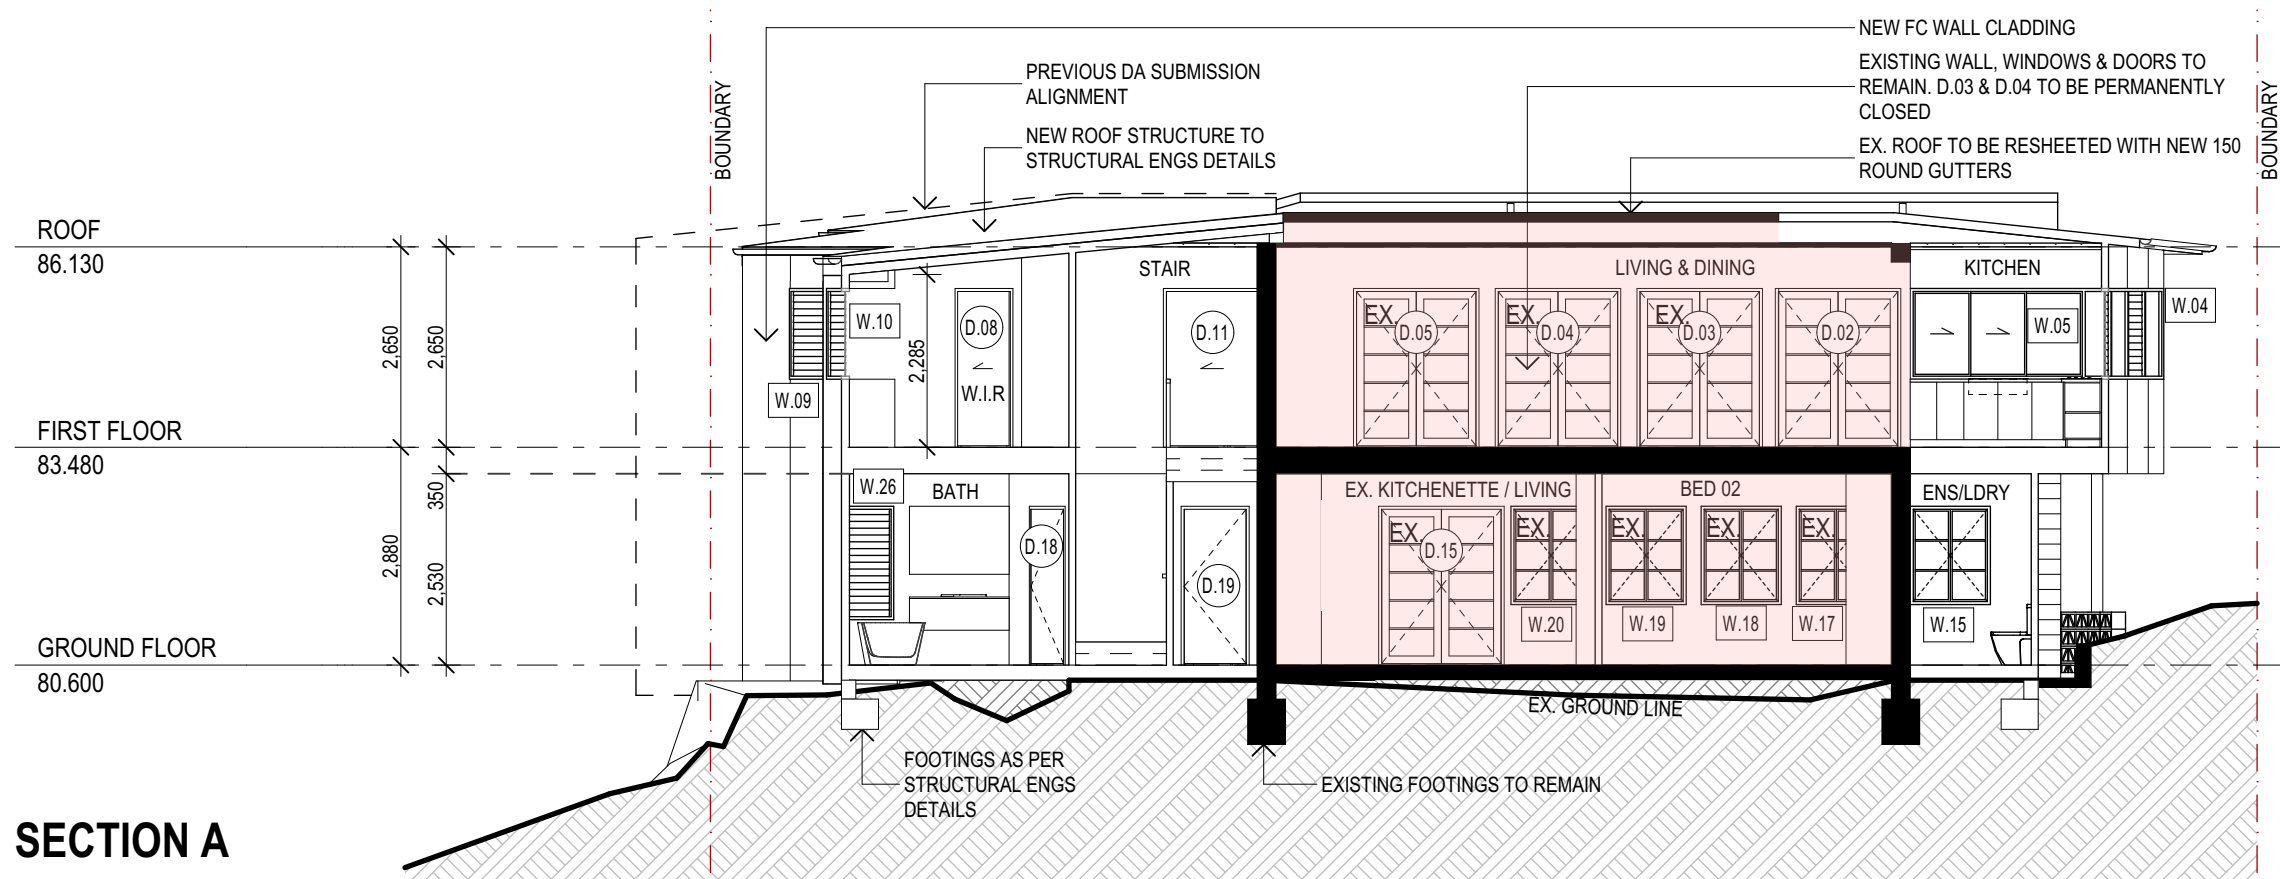 NEW FC WALL CLADDING
EXISTING WALL, WINDOWS & DOORS TO
REMAIN. D.03 & D.04 TO BE PERMANENTLY
CLOSED
EX. ROOF TO BE RESHEETED WITH NEW 150
ROUND GUTTERS
PREVIOUS DA SUBMISSION
ALIGNMENT
NEW ROOF STRUCTURE TO
STRUCTURAL ENGS DETAILS
BOUNDARY
BOUNDARY
ROOF
86.130
STAIR
LIVING & DINING
KITCHEN
W.10
D.08
W.I.R
D.11
EX.
D.05
EX.
D.04
EX.
D.03
D.02
W.05
W.04
2,650
2,650
2,285
W.09
FIRST FLOOR
83.480
W.26
BATH
EX. KITCHENETTE / LIVING
BED 02
ENS/LDRY
350
2,880
2,530
D.18
D.19
EX.
D.15
EX.
EX.
EX.
EX.
W.20
W.19
W.18
W.17
W.15
GROUND FLOOR
80.600
EX. GROUND LINE
FOOTINGS AS PER
STRUCTURAL ENGS
DETAILS
EXISTING FOOTINGS TO REMAIN
SECTION A